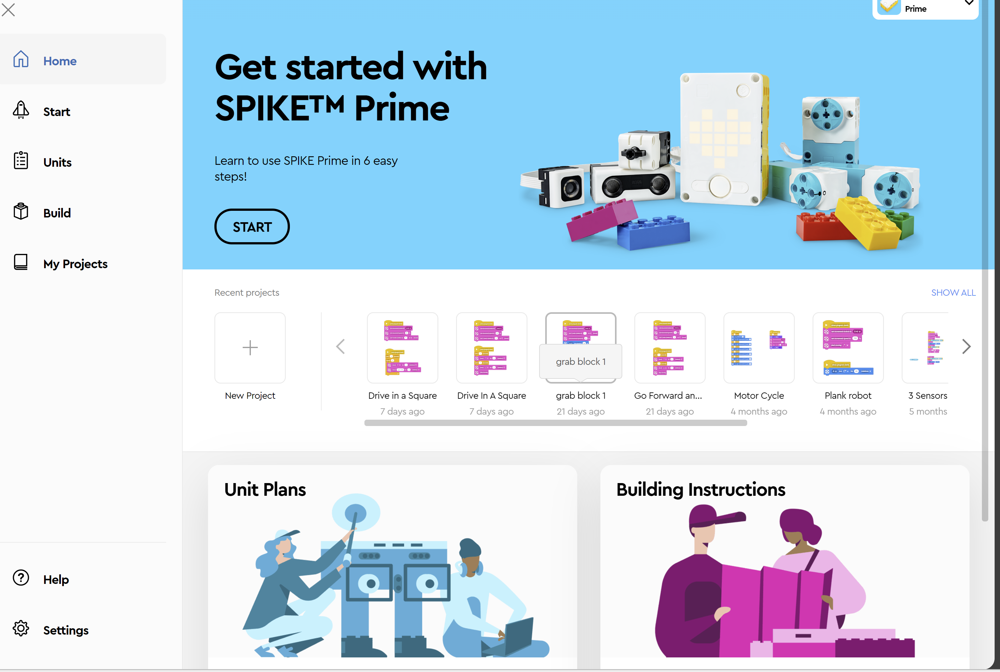 Prime
Home
Start
Units
Build
My Projects
Help
Settings
Get started with
SPIKE™ Prime
Learn to use SPIKE Prime in 6 easy
steps!
START
Recent projects
SHOW ALL
grab block 1
New Project
Drive in a Square
Drive In A Square
grab block 1
Go Forward an...
Motor Cycle
Plank robot
3 Sensors
7 days ago
7 days ago
21 days ago
21 days ago
4 months ago
4 months ago
5 months
Unit Plans
Building Instructions